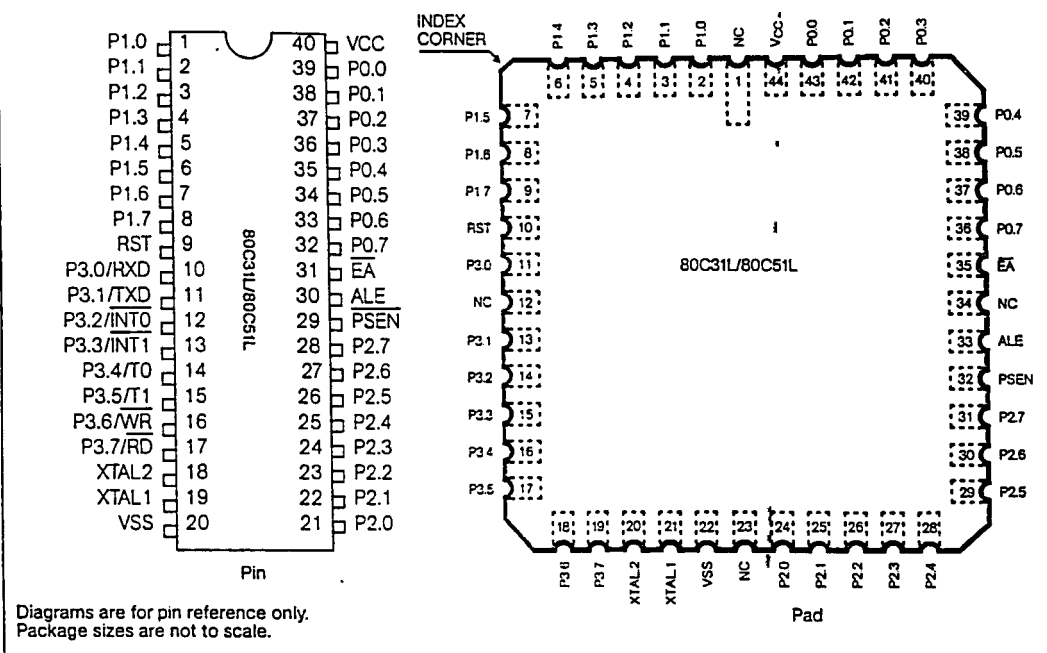 P1.0 1 40 VCC
P1.1 2 39 P0.0
P1.2 3 38 P0.1
P1.3 4 37 P0.2
P1.4 5 36 P0.3
P1.5 6 35 P0.4
P1.6 7 34 P0.5
P1.7 8 33 P0.6
RST 9 32 P0.7
P3.0/RXD 10 31 EA
P3.1/TXD 11 30 ALE
P3.2/INT0 12 29 PSEN
P3.3/INT1 13 28 P2.7
P3.4/T0 14 27 P2.6
P3.5/T1 15 26 P2.5
P3.6/WR 16 25 P2.4
P3.7/RD 17 24 P2.3
XTAL2 18 23 P2.2
XTAL1 19 22 P2.1
VSS 20 21 P2.0
80C31L/80C51L
Pin
Diagrams are for pin reference only.
Package sizes are not to scale.
INDEX
CORNER
P1.4 P1.3 P1.2 P1.1 P1.0 NC VCC P0.0 P0.1 P0.2 P0.3
6 5 4 3 2 1 44 43 42 41 40
P1.5 7 39 P0.4
P1.6 8 38 P0.5
P1.7 9 37 P0.6
RST 10 36 P0.7
P3.0 11 35 EA
80C31L/80C51L
NC 12 34 NC
P3.1 13 33 ALE
P3.2 14 32 PSEN
P3.3 15 31 P2.7
P3 4 16 30 P2.6
P3.5 17 29 P2.5
18 19 20 21 22 23 24 25 26 27 28
P3 6 P3 7 XTAL2 XTAL1 VSS NC P2 0 P2.1 P2.2 P2.3 P2.4
Pad